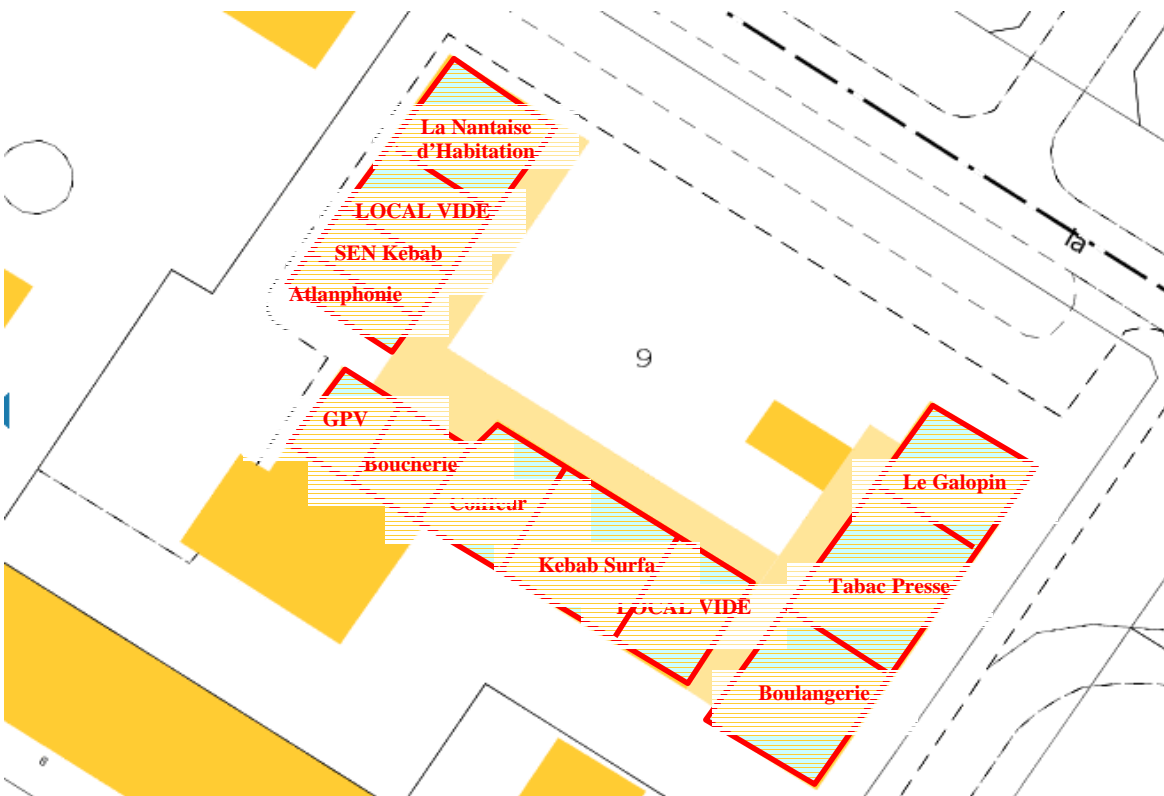 La Nantaise
d'Habitation
LOCAL VIDE
SEN Kebab
Atlanphonie
la
9
GPV
Boucherie
Coiffeur
Kebab Surfa
LOCAL VIDE
Le Galopin
Tabac Presse
Boulangerie